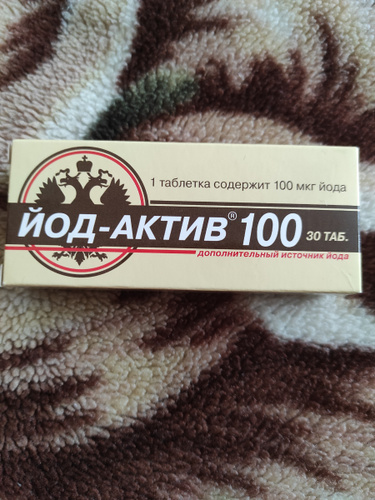 1 таблетка содержит 100 мкг йода
ЙОД-АКТИВ® 100 30 ТАБ.
дополнительный источник йода